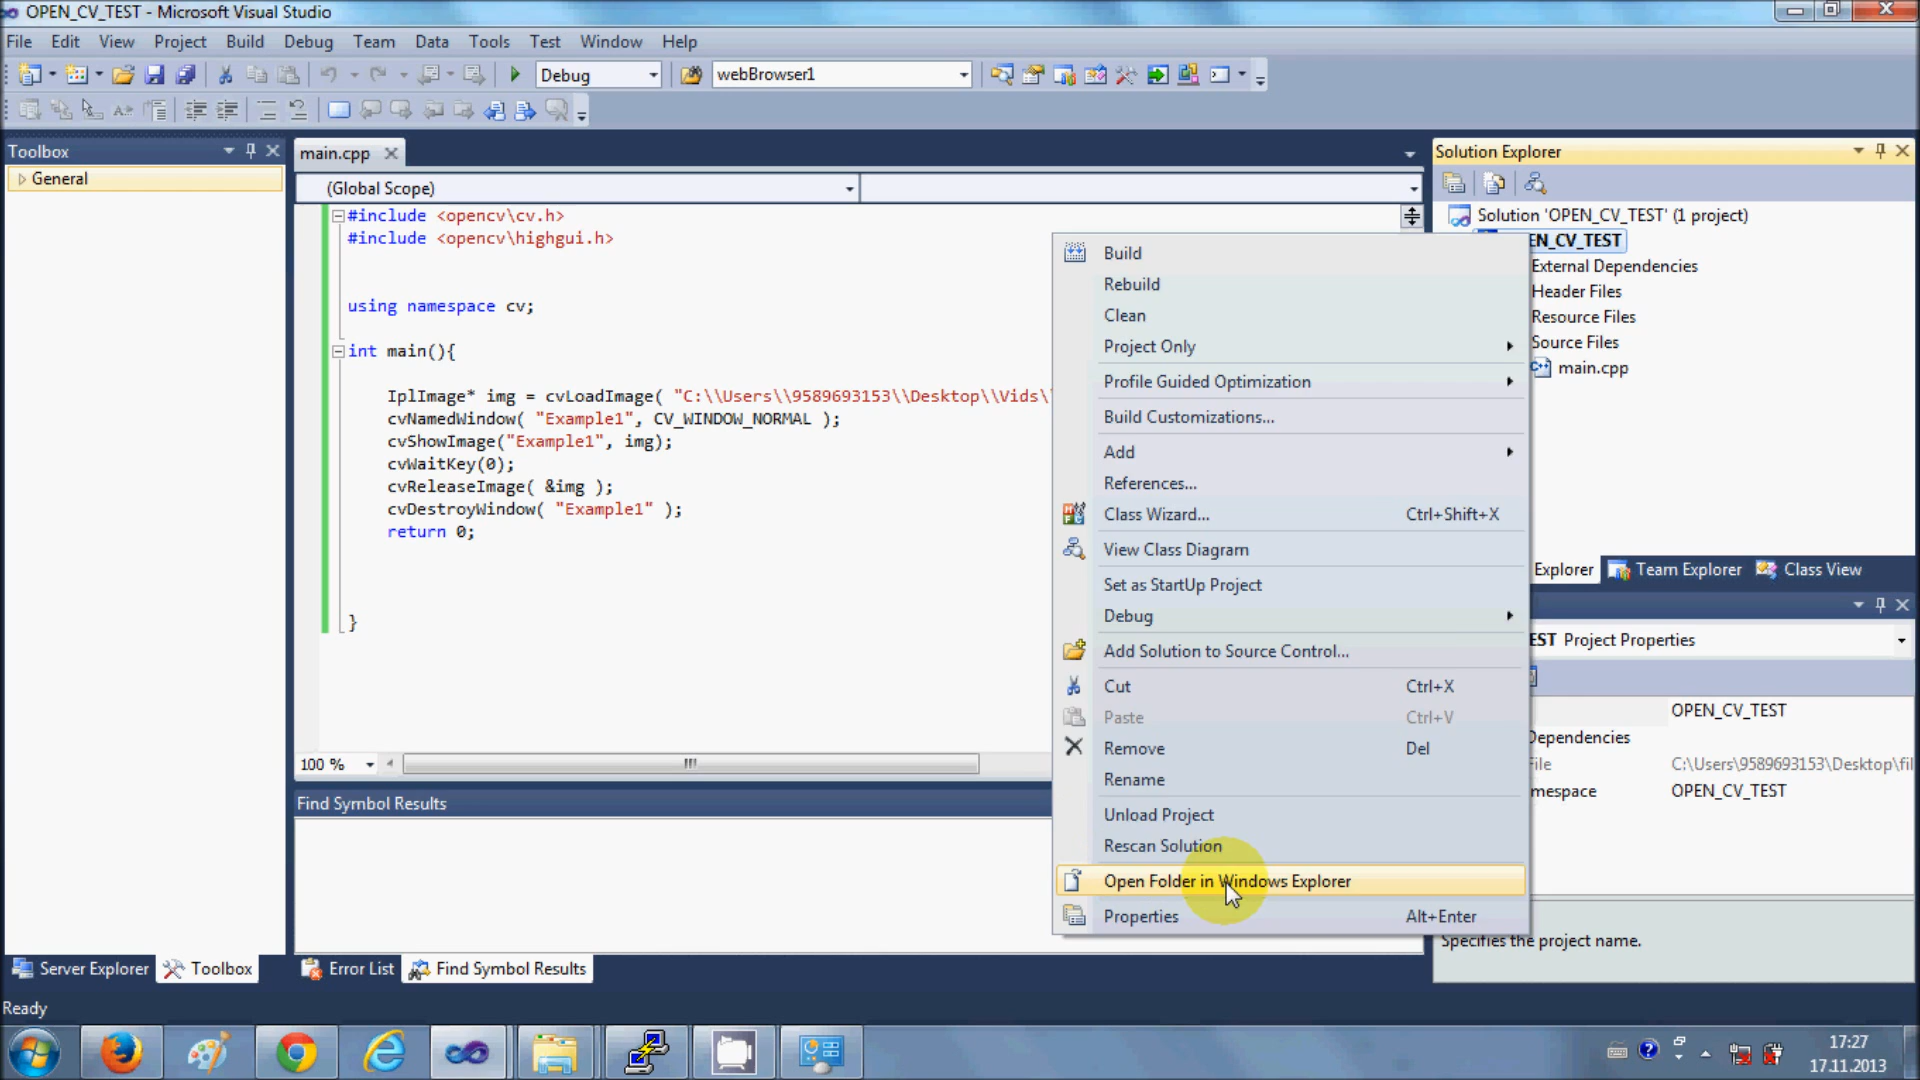 OPEN_CV_TEST - Microsoft Visual Studio
File Edit View Project Build Debug Team Data Tools Test Window Help
Debug
webBrowser1
Toolbox
General
main.cpp
(Global Scope)
#include <opencv\cv.h>
#include <opencv\highgui.h>
using namespace cv;
int main(){
IplImage* img = cvLoadImage( "C:\\Users\\9589693153\\Desktop\\Vids\
cvNamedWindow( "Example1", CV_WINDOW_NORMAL );
cvShowImage("Example1", img);
cvWaitKey(0);
cvReleaseImage( &img );
cvDestroyWindow( "Example1" );
return 0;
}
100 %
Find Symbol Results
Server Explorer
Toolbox
Error List
Find Symbol Results
Build
Rebuild
Clean
Project Only
Profile Guided Optimization
Build Customizations...
Add
References...
Class Wizard... Ctrl+Shift+X
View Class Diagram
Set as StartUp Project
Debug
Add Solution to Source Control...
Cut Ctrl+X
Paste Ctrl+V
Remove Del
Rename
Unload Project
Rescan Solution
Open Folder in Windows Explorer
Properties Alt+Enter
Solution Explorer
Solution 'OPEN_CV_TEST' (1 project)
EN_CV_TEST
External Dependencies
Header Files
Resource Files
Source Files
main.cpp
Explorer
Team Explorer
Class View
EST Project Properties
OPEN_CV_TEST
Dependencies
File C:\Users\9589693153\Desktop\fil
mespace OPEN_CV_TEST
Specifies the project name.
Ready
17:27
17.11.2013